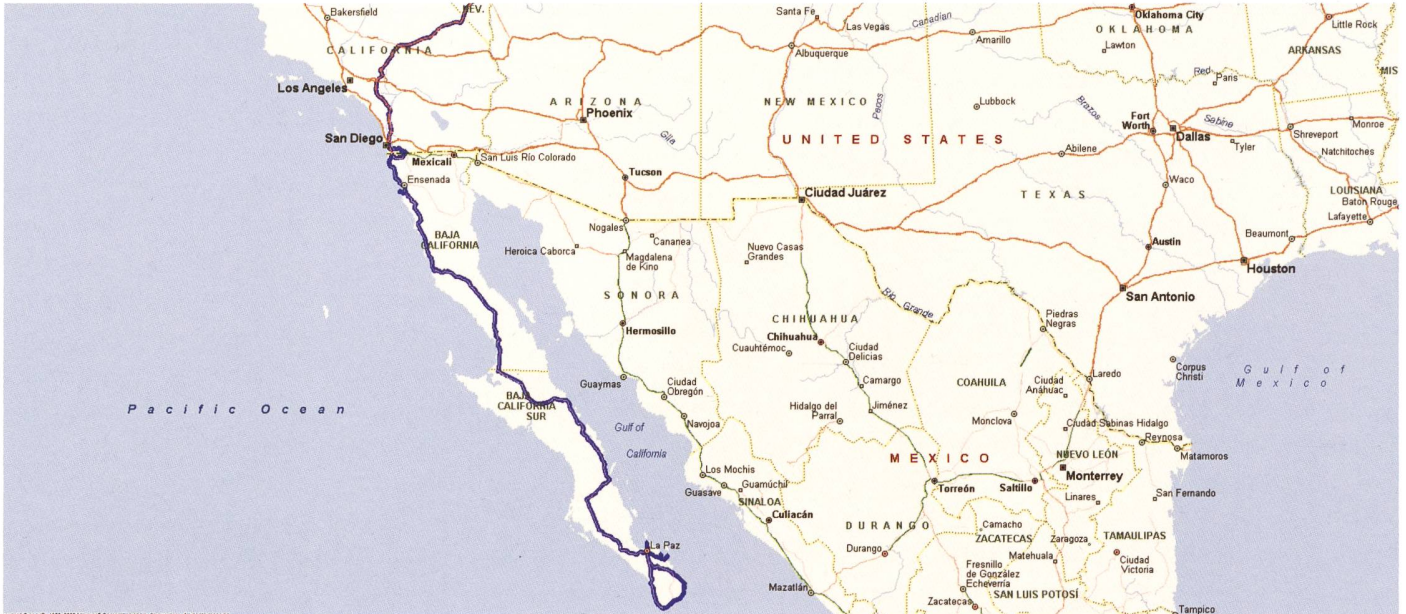 Bakersfield
NEV.
Santa Fe
Las Vegas
Canadian
Oklahoma City
Little Rock
OKLAHOMA
CALIFORNIA
Albuquerque
Amarillo
Lawton
ARKANSAS
Los Angeles
Red
Paris
MIS
ARIZONA
NEW MEXICO
Pecos
Lubbock
Brazos
Phoenix
Fort
Worth
Dallas
Sabine
Monroe
Gila
UNITED STATES
Shreveport
San Diego
Abilene
Tyler
Mexicali
San Luis Río Colorado
Natchitoches
Tucson
Waco
Ensenada
Ciudad Juárez
TEXAS
LOUISIANA
Baton Rouge
Lafayette
Nogales
BAJA
CALIFORNIA
Cananea
Beaumont
Heroica Caborca
Nuevo Casas
Grandes
Austin
Magdalena
de Kino
Houston
SONORA
Río Grande
San Antonio
CHIHUAHUA
Piedras
Negras
Hermosillo
Chihuahua
Cuauhtémoc
Ciudad
Delicias
Corpus
Christi
Gulf of
Mexico
Guaymas
Ciudad
Obregón
Camargo
COAHUILA
Ciudad
Anáhuac
Laredo
Pacific Ocean
BAJA
CALIFORNIA
SUR
Hidalgo del
Parral
Jiménez
Gulf of
California
Navojoa
Monclova
Ciudad Sabinas Hidalgo
Reynosa
MEXICO
NUEVO LEÓN
Matamoros
Los Mochis
Monterrey
Guasave
Guamúchil
Torreón
Saltillo
SINALOA
Linares
San Fernando
Culiacán
DURANGO
Camacho
ZACATECAS
Zaragoza
TAMAULIPAS
La Paz
Durango
Matehuala
Ciudad
Victoria
Fresnillo
de González
Echeverría
Mazatlán
SAN LUIS POTOSÍ
Zacatecas
Tampico